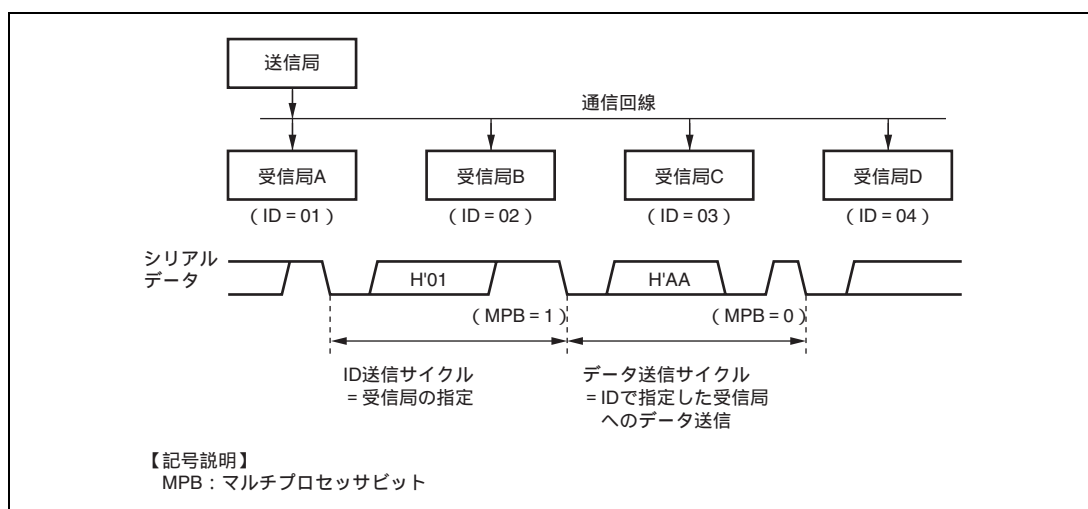 送信局
通信回線
受信局A 受信局B 受信局C 受信局D
(ID = 01) (ID = 02) (ID = 03) (ID = 04)
シリアル
データ
H'01 H'AA
(MPB = 1) (MPB = 0)
ID送信サイクル
= 受信局の指定
データ送信サイクル
= IDで指定した受信局
へのデータ送信
【記号説明】
MPB:マルチプロセッサビット